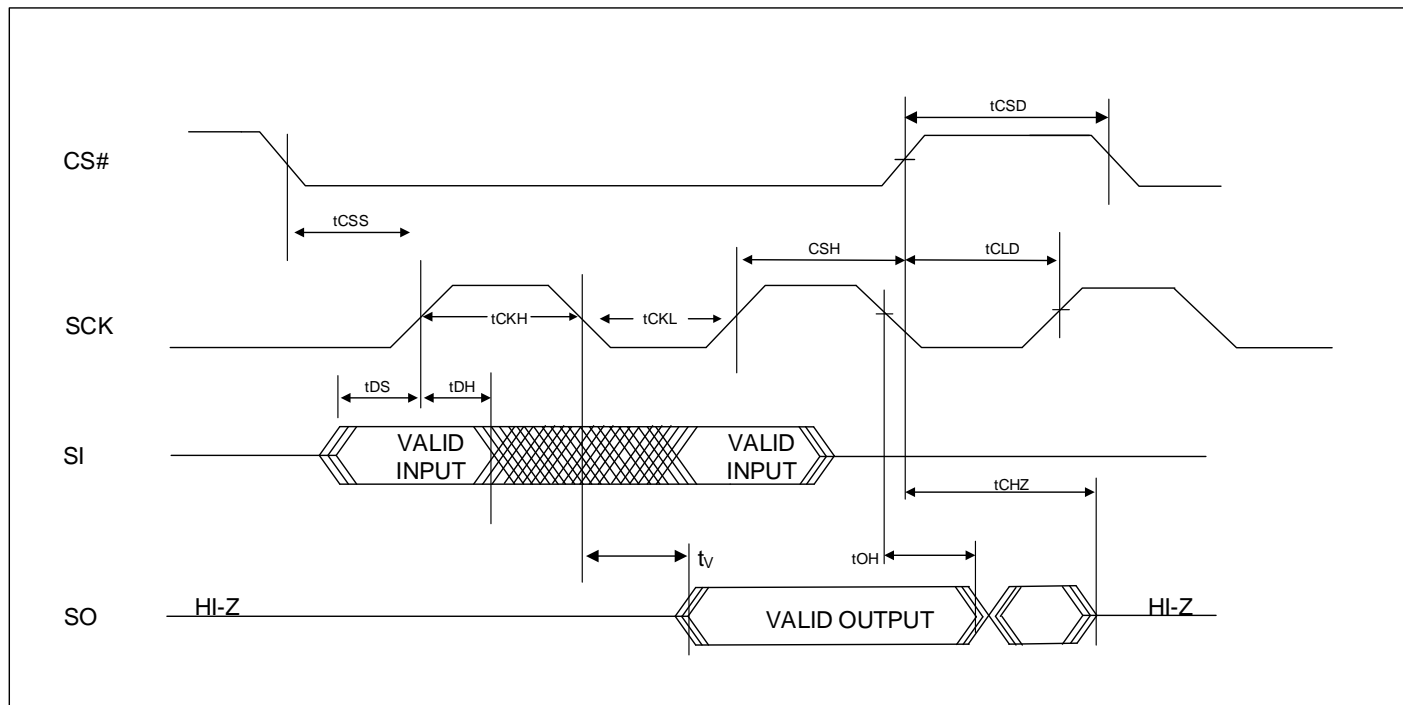 tCSD
CS#
tCSS
CSH
tCLD
SCK
tCKH
tCKL
tDS
tDH
SI
VALID
INPUT
VALID
INPUT
tCHZ
tV
tOH
SO
HI-Z
VALID OUTPUT
HI-Z